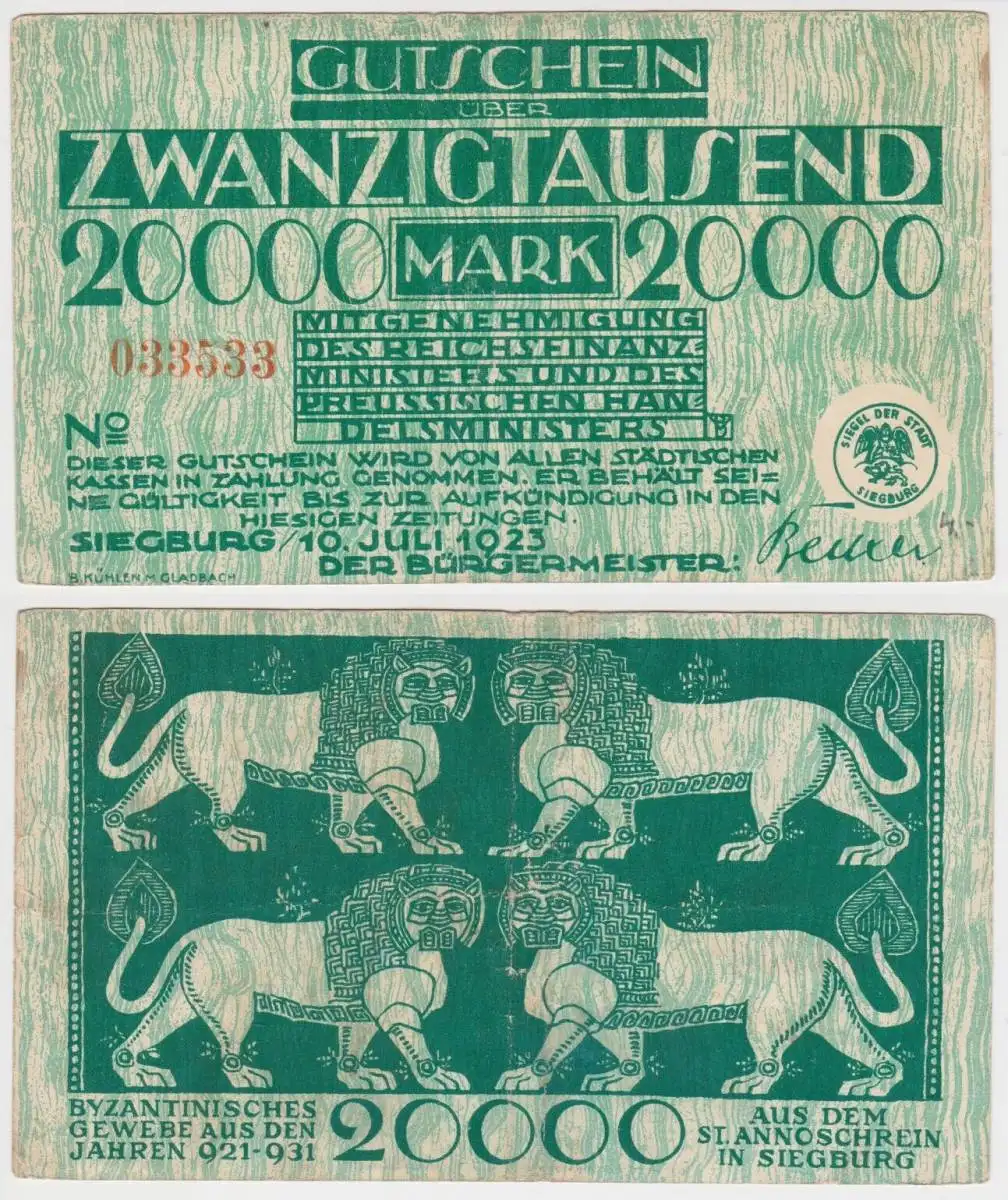 GUTSCHEIN
ÜBER
ZWANZIGTAUSEND
20000 MARK 20000
MIT GENEHMIGUNG
DES REICHSFINANZ=
MINISTERS UND DES
PREUSSISCHEN HAN=
DELSMINISTERS
033533
No
SIEGEL DER STADT
SIEGBURG
DIESER GUTSCHEIN WIRD VON ALLEN STÄDTISCHEN
KASSEN IN ZAHLUNG GENOMMEN. ER BEHÄLT SEI=
NE GÜLTIGKEIT BIS ZUR AUFKÜNDIGUNG IN DEN
HIESIGEN ZEITUNGEN.
SIEGBURG/10. JULI 1923
DER BÜRGERMEISTER:
4.-
B. KÜHLEN M. GLADBACH
BYZANTINISCHES
GEWEBE AUS DEN
JAHREN 921-931
20000
AUS DEM
ST. ANNOSCHREIN
IN SIEGBURG